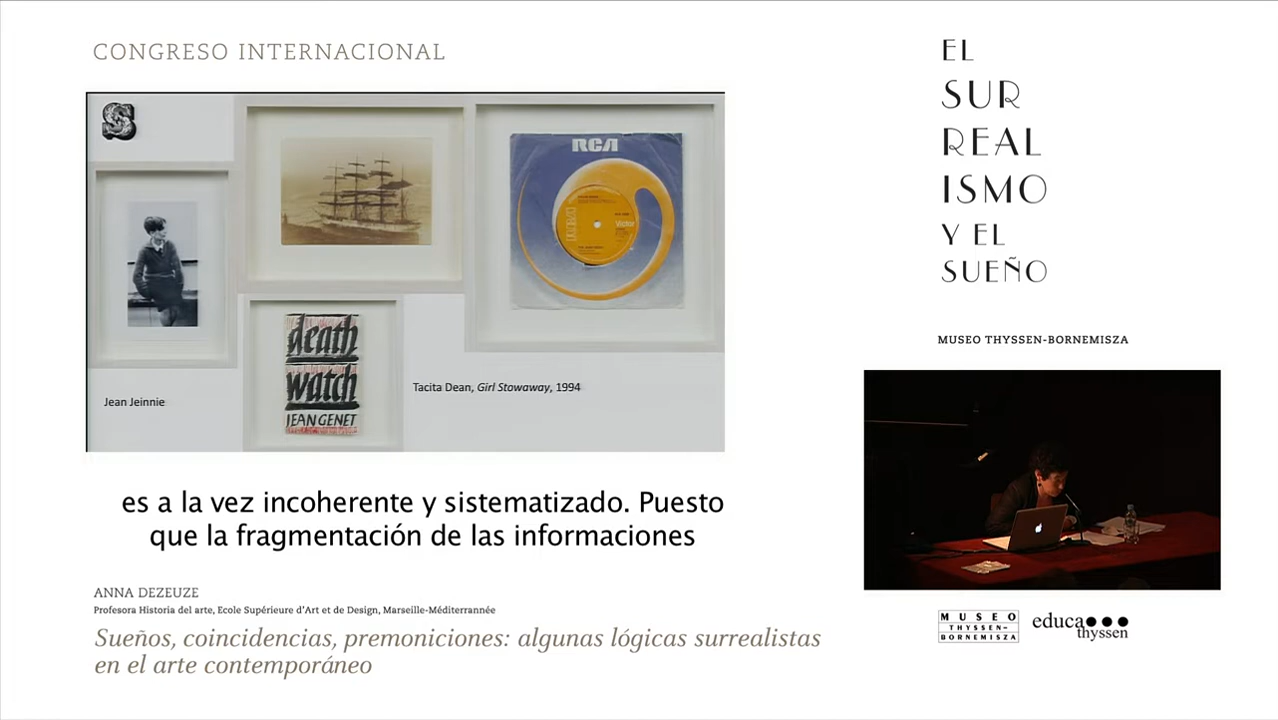 CONGRESO INTERNACIONAL
S
RCA
Victor
death
watch
JEAN GENET
Jean Jeinnie
Tacita Dean, Girl Stowaway, 1994
es a la vez incoherente y sistematizado. Puesto
que la fragmentación de las informaciones
ANNA DEZEUZE
Profesora Historia del arte, Ecole Supérieure d'Art et de Design, Marseille-Méditerrannée
Sueños, coincidencias, premoniciones: algunas lógicas surrealistas
en el arte contemporáneo
EL
SUR
REAL
ISMO
Y EL
SUEÑO
MUSEO THYSSEN-BORNEMISZA
MUSEO
THYSSEN-
BORNEMISZA
educa
thyssen